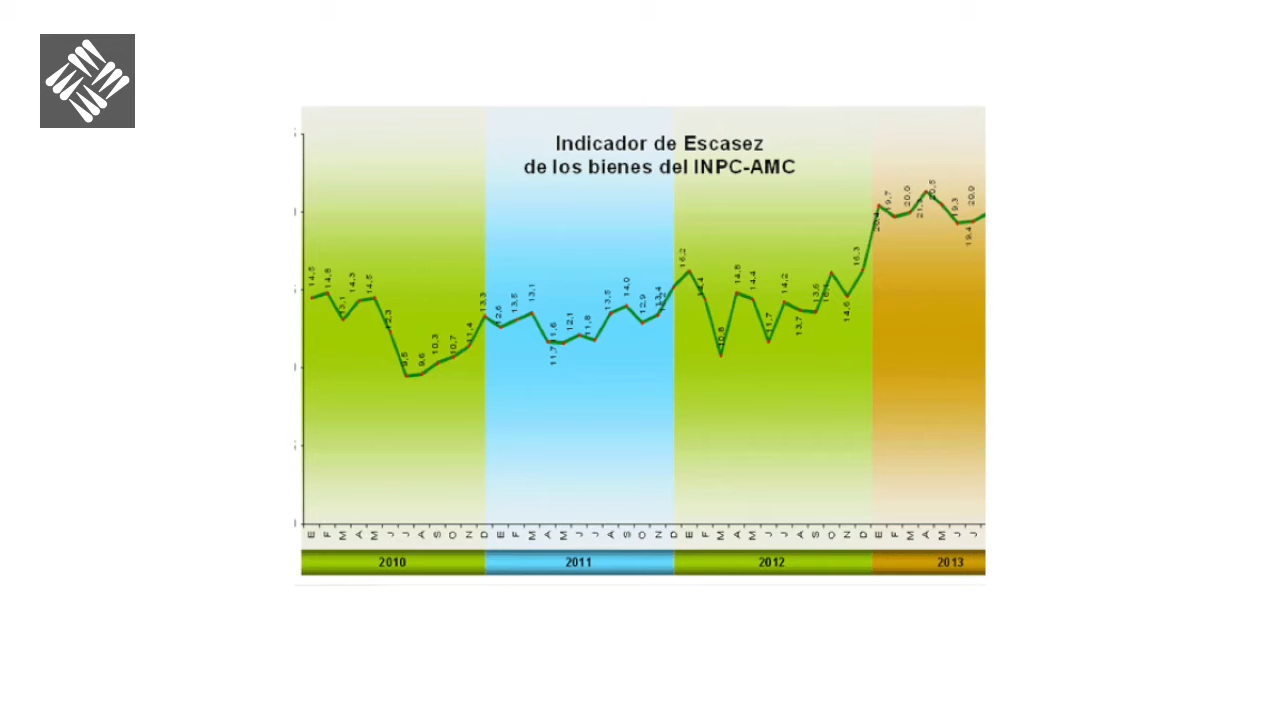 Indicador de Escasez
de los bienes del INPC-AMC
14,5 14,8 13,1 14,3 14,5 12,3 9,5 9,6 10,3 10,7 11,4 13,3 12,6 13,5 13,1 11,7 11,6 12,1 11,8 13,5 14,0 12,9 13,4 16,2 10,8 14,8 14,4 11,7 14,2 13,7 13,6 14,6 16,3 20,4 19,7 20,0 20,5 19,3 19,4 20,9
E F M A M J J A S O N D E F M A M J J A S O N D E F M A M J J A S O N D E F M A M J J
2010 2011 2012 2013